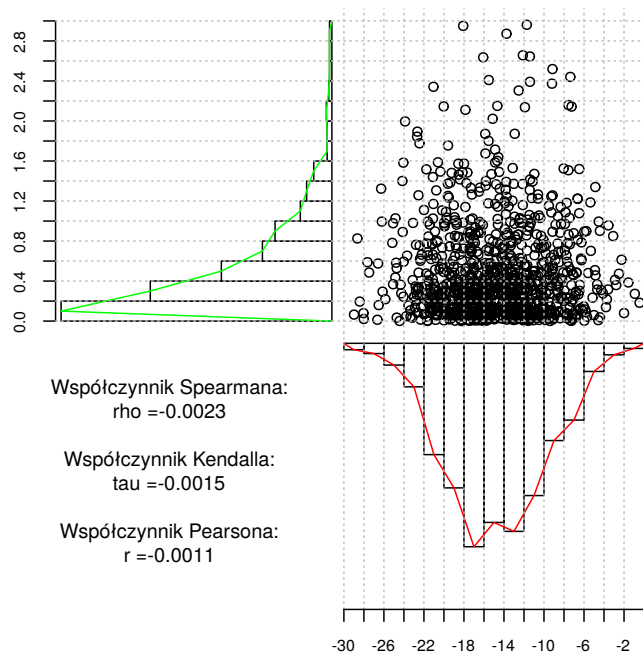 2.8
2.4
2.0
1.6
1.2
0.8
0.4
0.0
Współczynnik Spearmana:
rho =-0.0023
Współczynnik Kendalla:
tau =-0.0015
Współczynnik Pearsona:
r =-0.0011
-30 -26 -22 -18 -14 -10 -6 -2